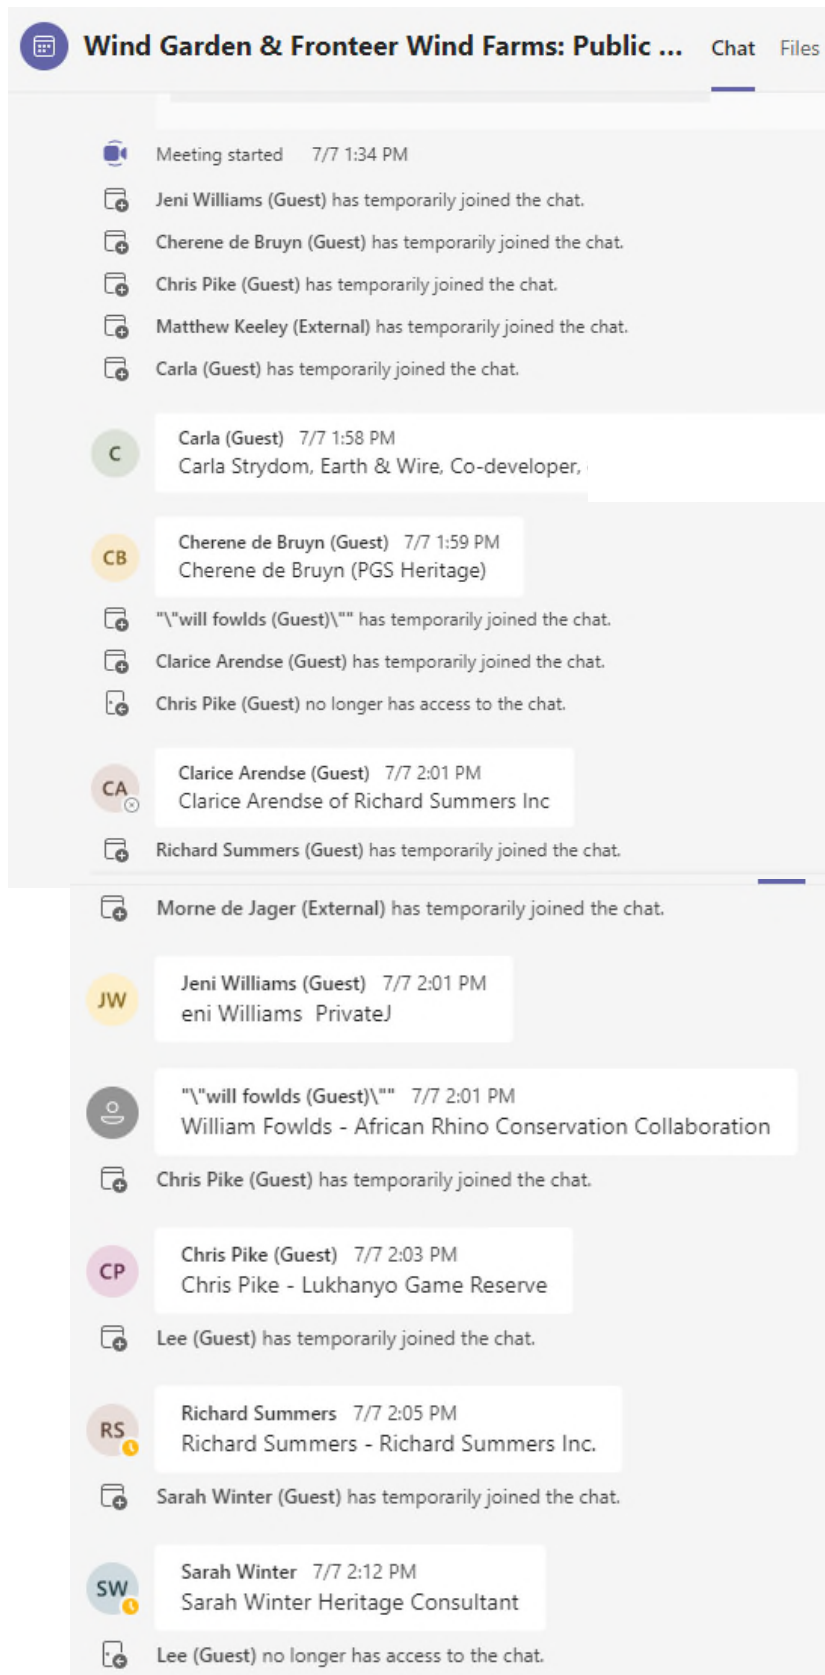 Wind Garden & Fronteer Wind Farms: Public ... Chat Files
Meeting started 7/7 1:34 PM
Jeni Williams (Guest) has temporarily joined the chat.
Cherene de Bruyn (Guest) has temporarily joined the chat.
Chris Pike (Guest) has temporarily joined the chat.
Matthew Keeley (External) has temporarily joined the chat.
Carla (Guest) has temporarily joined the chat.
C
Carla (Guest) 7/7 1:58 PM
Carla Strydom, Earth & Wire, Co-developer,
CB
Cherene de Bruyn (Guest) 7/7 1:59 PM
Cherene de Bruyn (PGS Heritage)
"\"will fowlds (Guest)\"" has temporarily joined the chat.
Clarice Arendse (Guest) has temporarily joined the chat.
Chris Pike (Guest) no longer has access to the chat.
CA
Clarice Arendse (Guest) 7/7 2:01 PM
Clarice Arendse of Richard Summers Inc
Richard Summers (Guest) has temporarily joined the chat.
Morne de Jager (External) has temporarily joined the chat.
JW
Jeni Williams (Guest) 7/7 2:01 PM
eni Williams PrivateJ
"\"will fowlds (Guest)\"" 7/7 2:01 PM
William Fowlds - African Rhino Conservation Collaboration
Chris Pike (Guest) has temporarily joined the chat.
CP
Chris Pike (Guest) 7/7 2:03 PM
Chris Pike - Lukhanyo Game Reserve
Lee (Guest) has temporarily joined the chat.
RS
Richard Summers 7/7 2:05 PM
Richard Summers - Richard Summers Inc.
Sarah Winter (Guest) has temporarily joined the chat.
SW
Sarah Winter 7/7 2:12 PM
Sarah Winter Heritage Consultant
Lee (Guest) no longer has access to the chat.